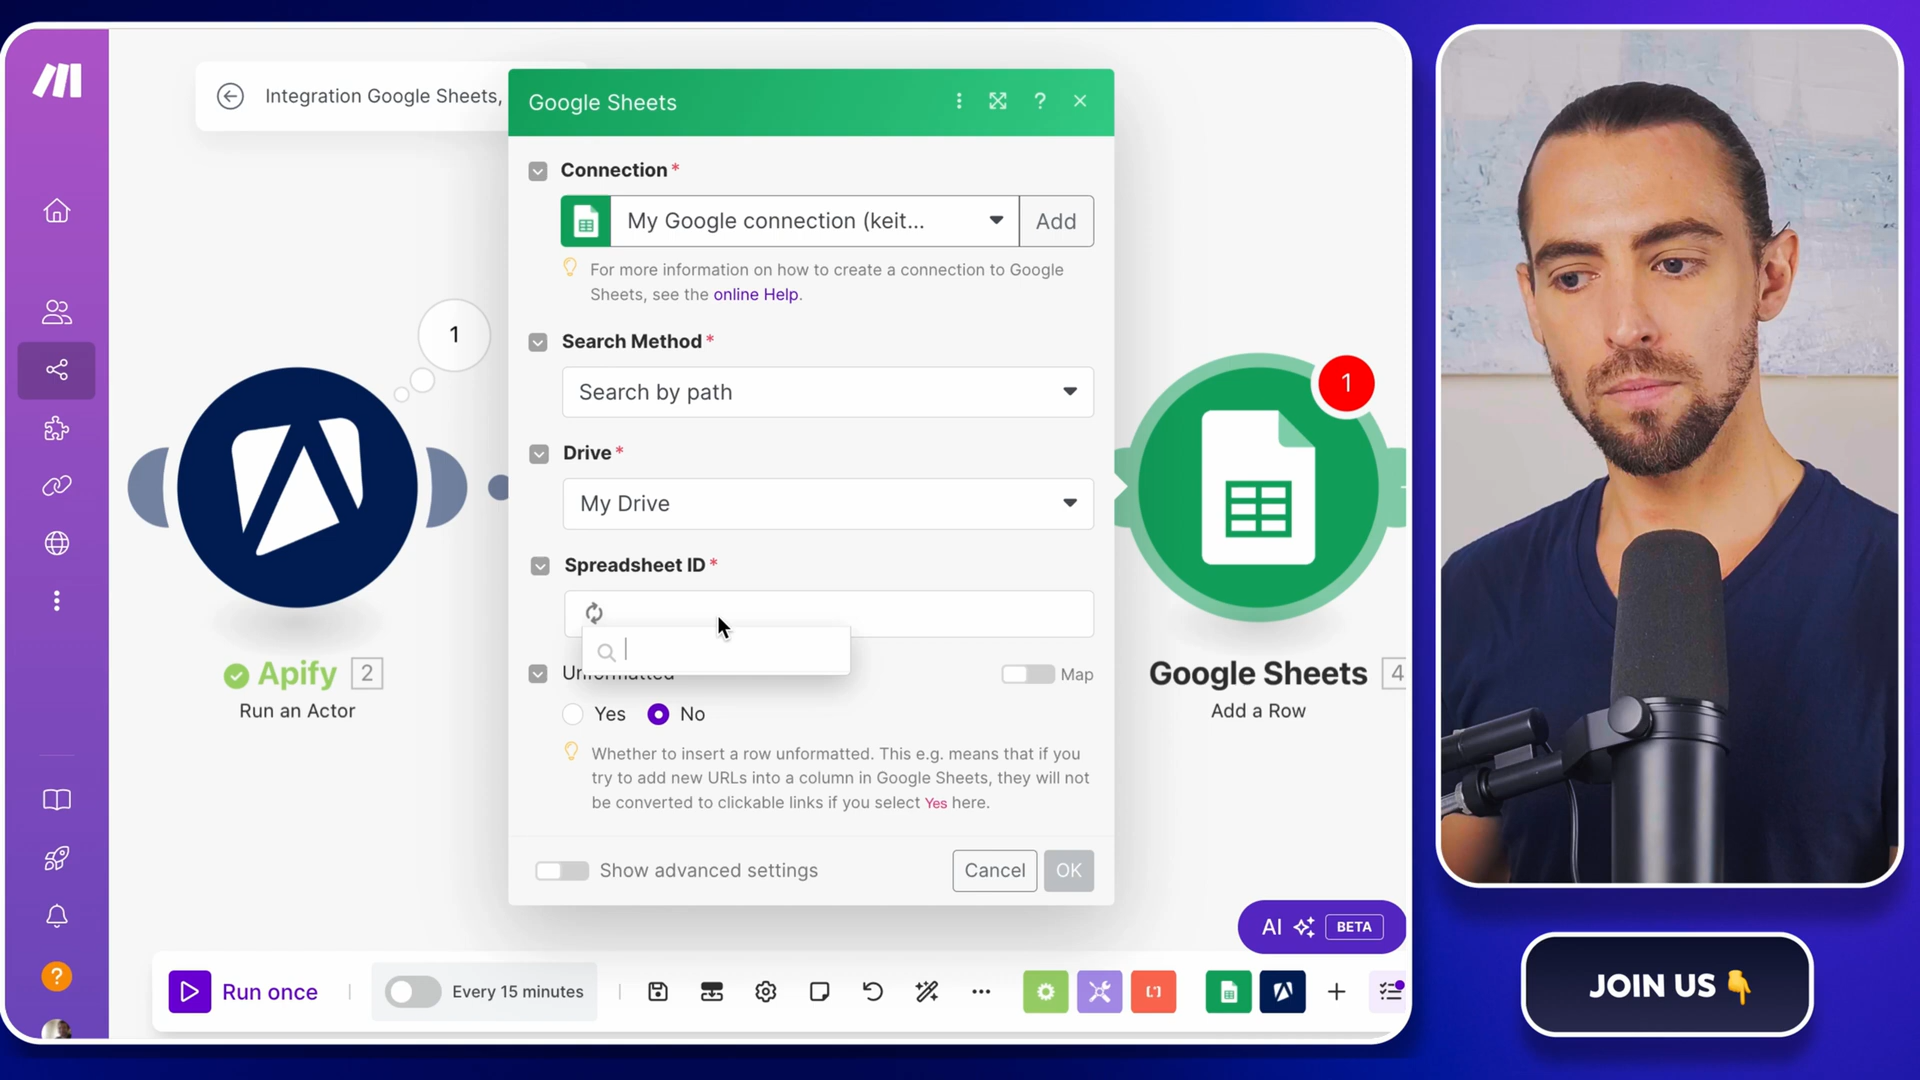 Integration Google Sheets,
Google Sheets
?
Connection *
My Google connection (keit...
Add
For more information on how to create a connection to Google
Sheets, see the online Help.
Search Method *
Search by path
Drive *
My Drive
Spreadsheet ID *
Map
Yes
No
Whether to insert a row unformatted. This e.g. means that if you
try to add new URLs into a column in Google Sheets, they will not
be converted to clickable links if you select Yes here.
Show advanced settings
Cancel
OK
1
Apify 2
Run an Actor
1
Google Sheets 4
Add a Row
AI BETA
?
Run once
Every 15 minutes
JOIN US 👇